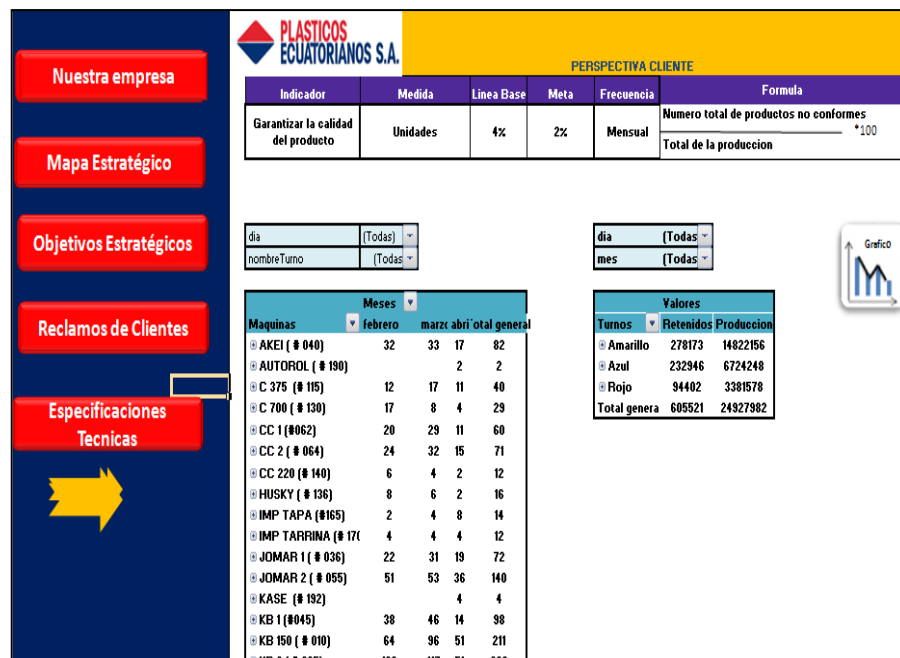 PLASTICOS
ECUATORIANOS S.A.
PERSPECTIVA CLIENTE
Nuestra empresa
Mapa Estratégico
Objetivos Estratégicos
Reclamos de Clientes
Especificaciones
Tecnicas
Indicador Medida Linea Base Meta Frecuencia Formula
Garantizar la calidad
del producto
Unidades 4% 2% Mensual
Numero total de productos no conformes
*100
Total de la produccion
dia (Todas)
nombreTurno (Todas
dia (Todas
mes (Todas
Grafico
Meses
Maquinas febrero marzo abri otal general
AKEI ( # 040) 32 33 17 82
AUTOROL ( # 190) 2 2
C 375 (# 115) 12 17 11 40
C 700 ( # 130) 17 8 4 29
CC 1 (#062) 20 29 11 60
CC 2 ( # 064) 24 32 15 71
CC 220 (# 140) 6 4 2 12
HUSKY ( # 136) 8 6 2 16
IMP TAPA (#165) 2 4 8 14
IMP TARRINA (# 170 4 4 4 12
JOMAR 1 ( # 036) 22 31 19 72
JOMAR 2 ( # 055) 51 53 36 140
KASE (# 192) 4 4
KB 1 (#045) 38 46 14 98
KB 150 ( # 010) 64 96 51 211
Valores
Turnos Retenidos Produccion
Amarillo 278173 14822156
Azul 232946 6724248
Rojo 94402 3381578
Total genera 605521 24927982